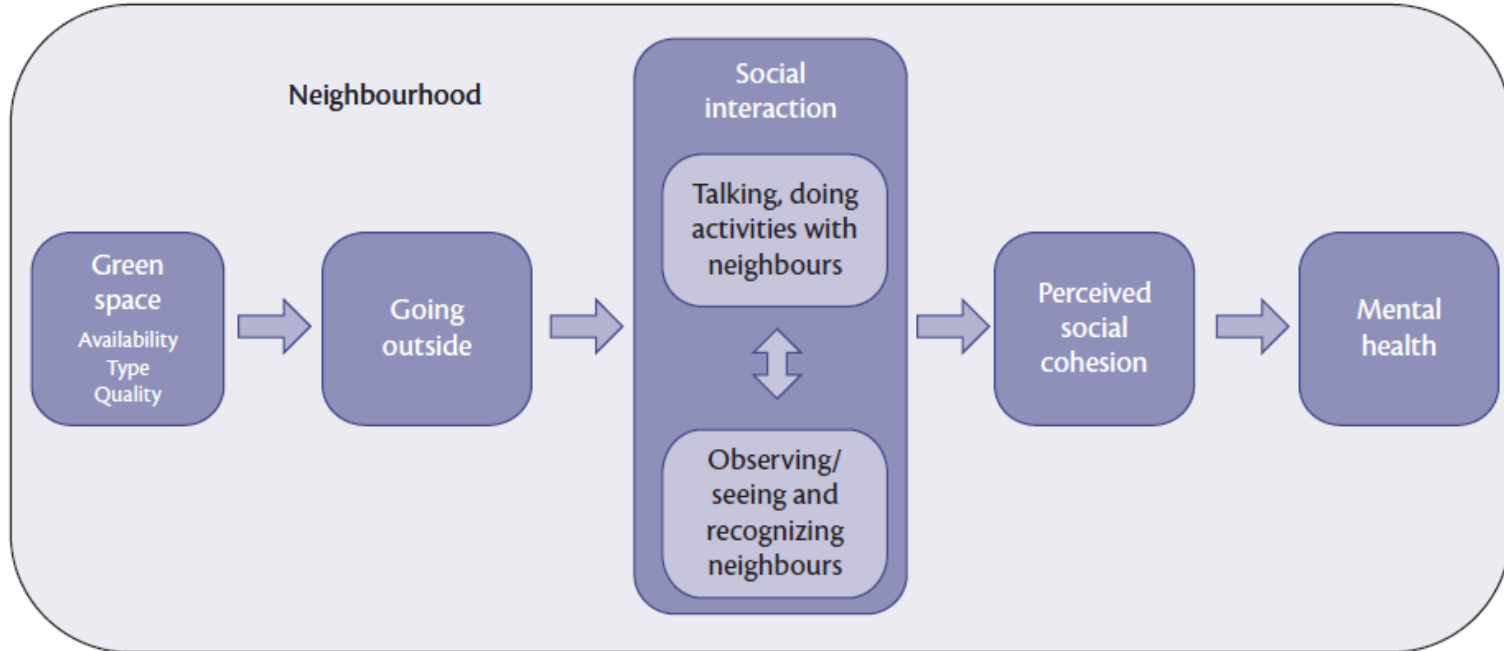 Neighbourhood
Green
space
Availability
Type
Quality
Going
outside
Social
interaction
Talking, doing
activities with
neighbours
Observing/
seeing and
recognizing
neighbours
Perceived
social
cohesion
Mental
health